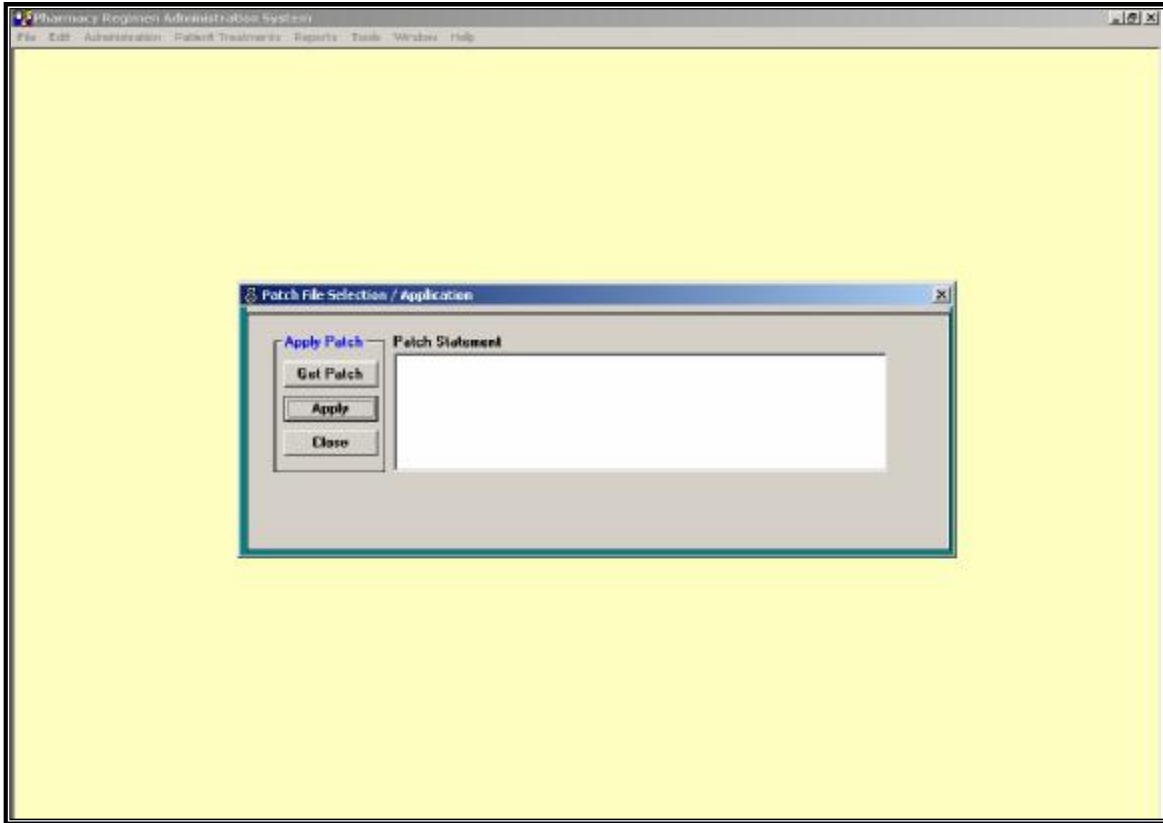 Pharmacy Regimen Administration System
File Edit Administration Patient Treatments Reports Tools Window Help
Patch File Selection / Application
Apply Patch Patch Statement
Get Patch
Apply
Close